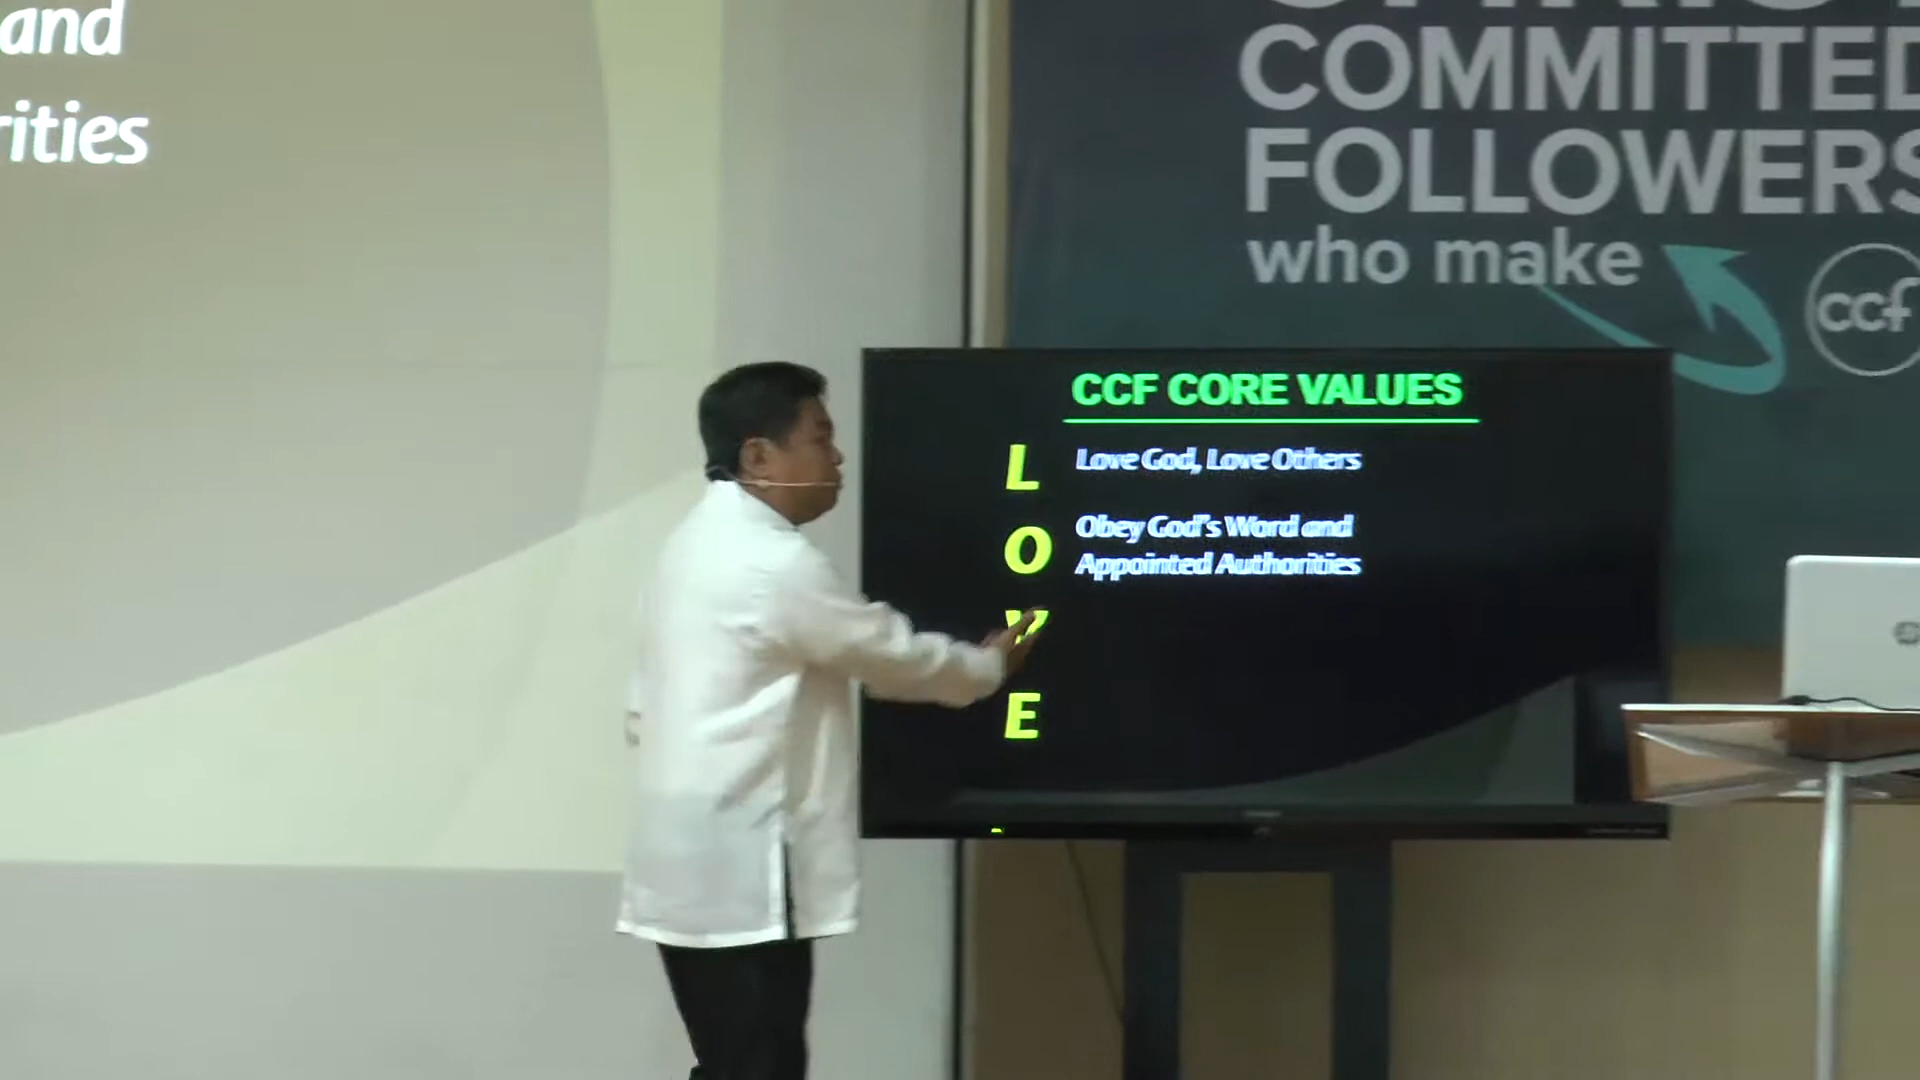 and
rities
COMMITTED
FOLLOWERS
who make
ccf
CCF CORE VALUES
L
Love God, Love Others
O
Obey God's Word and
Appointed Authorities
V
E